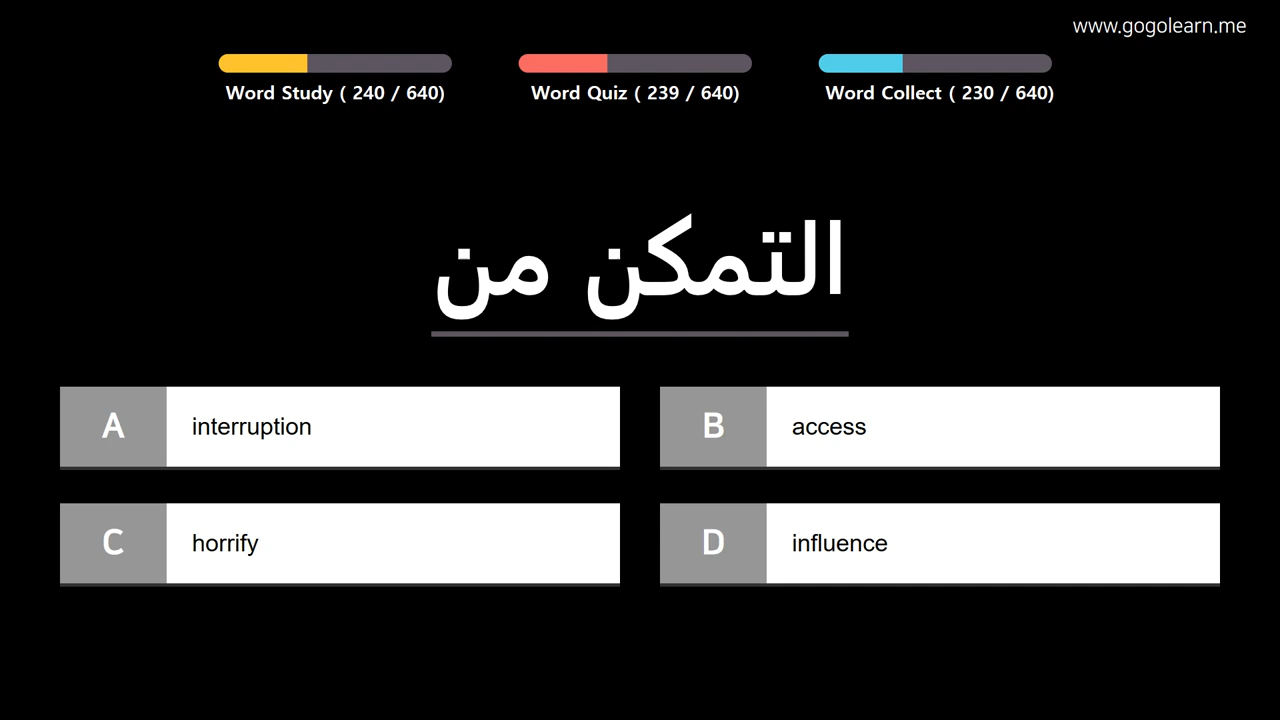 www.gogolearn.me
Word Study ( 240 / 640)
Word Quiz ( 239 / 640)
Word Collect ( 230 / 640)
التمكن من
A interruption
B access
C horrify
D influence